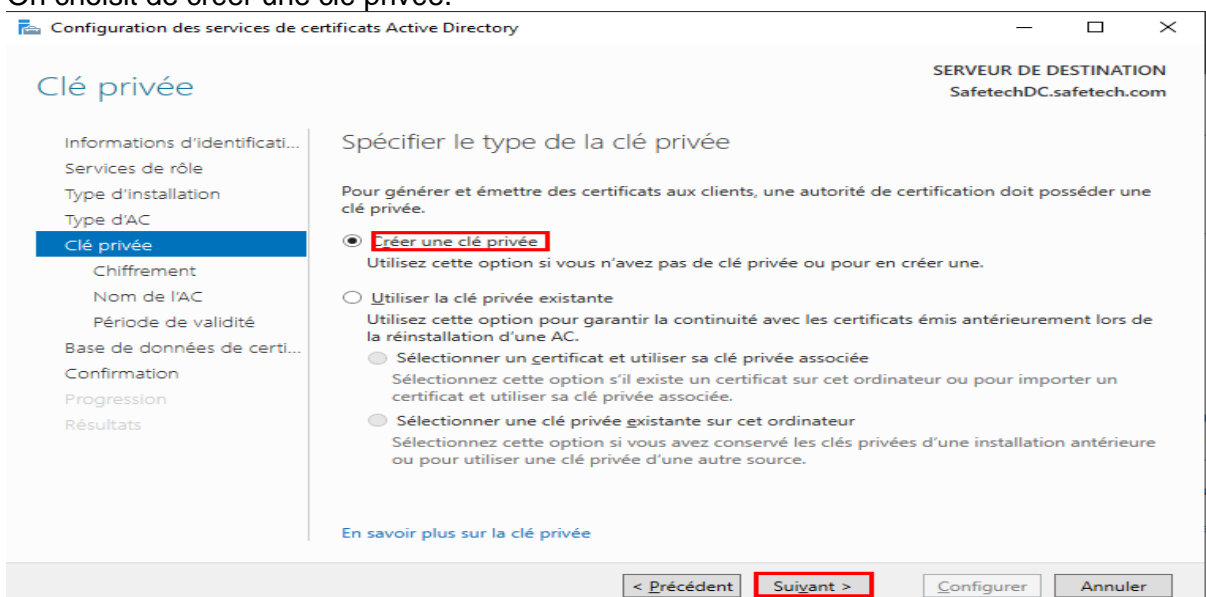 On choisit de créer une clé privée.
Configuration des services de certificats Active Directory
Clé privée
SERVEUR DE DESTINATION
SafetechDC.safetech.com
Informations d'identificati...
Services de rôle
Type d'installation
Type d'AC
Clé privée
Chiffrement
Nom de l'AC
Période de validité
Base de données de certi...
Confirmation
Progression
Résultats
Spécifier le type de la clé privée
Pour générer et émettre des certificats aux clients, une autorité de certification doit posséder une
clé privée.
Créer une clé privée
Utilisez cette option si vous n'avez pas de clé privée ou pour en créer une.
Utiliser la clé privée existante
Utilisez cette option pour garantir la continuité avec les certificats émis antérieurement lors de
la réinstallation d'une AC.
Sélectionner un certificat et utiliser sa clé privée associée
Sélectionnez cette option s'il existe un certificat sur cet ordinateur ou pour importer un
certificat et utiliser sa clé privée associée.
Sélectionner une clé privée existante sur cet ordinateur
Sélectionnez cette option si vous avez conservé les clés privées d'une installation antérieure
ou pour utiliser une clé privée d'une autre source.
En savoir plus sur la clé privée
< Précédent
Suivant >
Configurer
Annuler